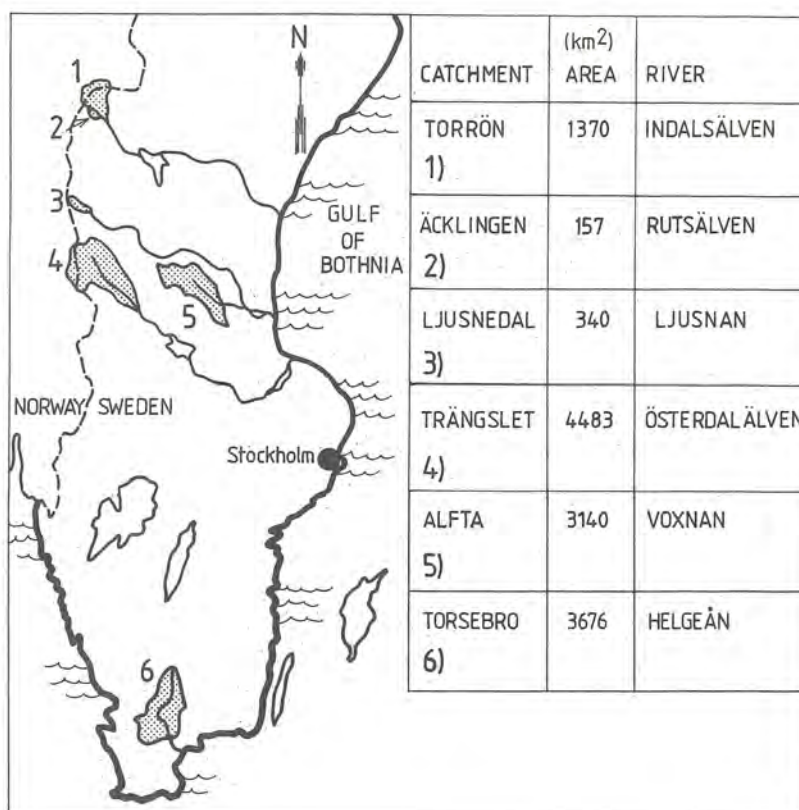 1
2
3
4
5
6
N
GULF
OF
BOTHNIA
NORWAY SWEDEN
Stöckholm
CATCHMENT (km2) AREA RIVER
TORRÖN 1370 INDALSÄLVEN
1)
ÄCKLINGEN 157 RUTSÄLVEN
2)
LJUSNEDAL 340 LJUSNAN
3)
TRÄNGSLET 4483 ÖSTERDALÄLVEN
4)
ALFTA 3140 VOXNAN
5)
TORSEBRO 3676 HELGEÅN
6)